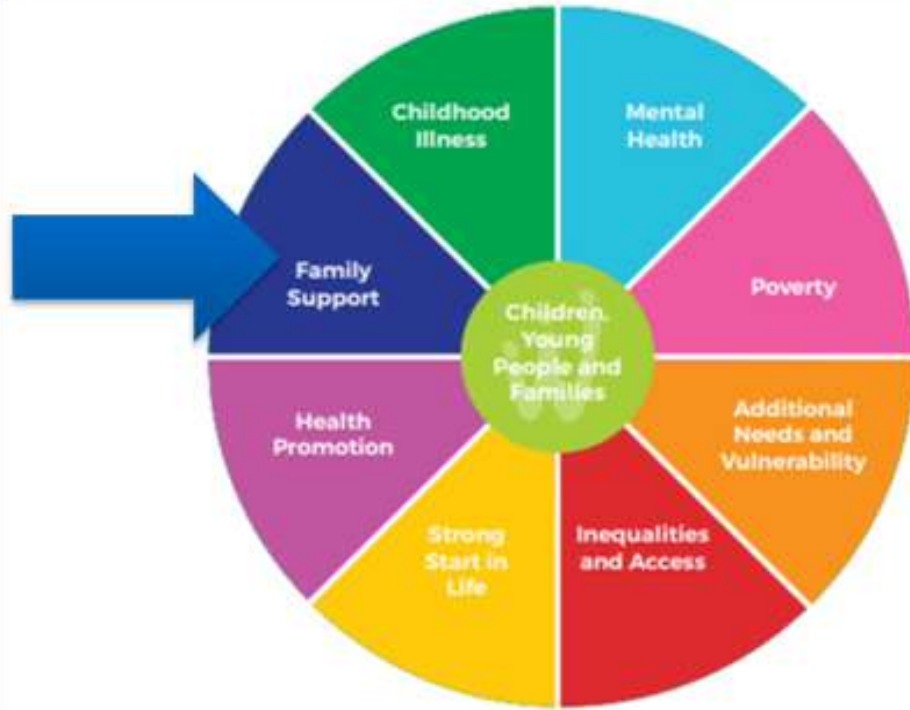 Childhood
Illness
Mental
Health
Family
Support
Poverty
Children,
Young
People and
Families
Health
Promotion
Additional
Needs and
Vulnerability
Strong
Start in
Life
Inequalities
and Access